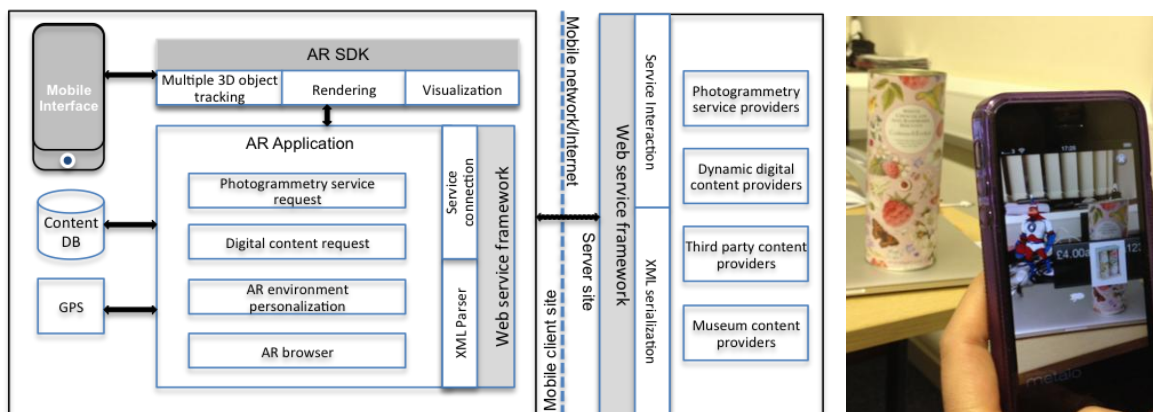 Mobile
Interface
AR SDK
Multiple 3D object
tracking
Rendering
Visualization
AR Application
Photogrammetry service
request
Digital content request
AR environment
personalization
AR browser
Content
DB
GPS
Service
connection
XML Parser
Web service framework
Mobile network/Internet
Mobile client site
Server site
Web service framework
Service Interaction
XML serialization
Photogrammetry
service providers
Dynamic digital
content providers
Third party content
providers
Museum content
providers
17:05
£4.00
metaio